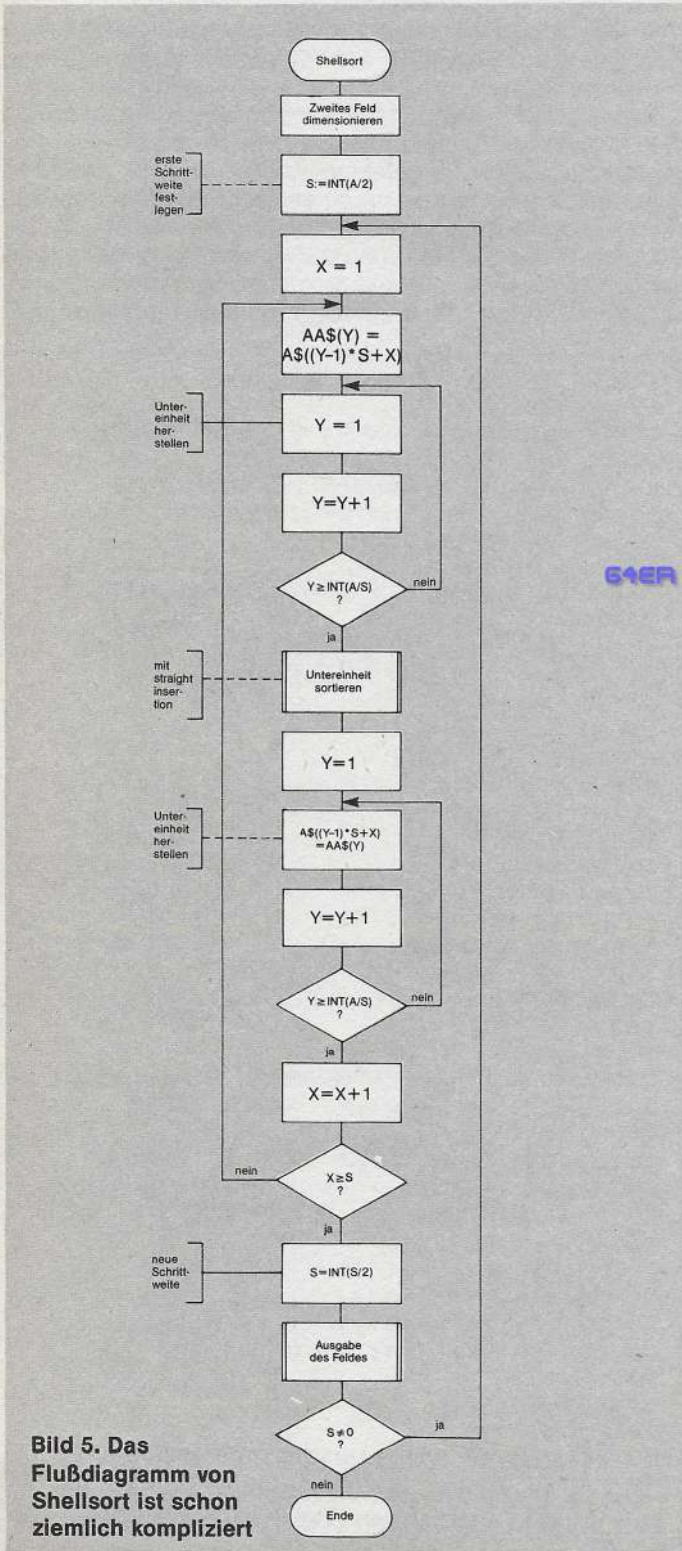 Shellsort
Zweites Feld
dimensionieren
erste
Schritt-
weite
fest-
legen
S:=INT(A/2)
X = 1
AA$(Y) =
A$((Y-1)*S+X)
Unter-
einheit
her-
stellen
Y = 1
Y=Y+1
Y≥INT(A/S)
?
nein
ja
64ER
mit
straight
inser-
tion
Untereinheit
sortieren
Y=1
Unter-
einheit
her-
stellen
A$((Y-1)*S+X)
=AA$(Y)
Y=Y+1
Y≥INT(A/S)
?
nein
ja
X=X+1
nein
X≥S
?
ja
neue
Schritt-
weite
S=INT(S/2)
Ausgabe
des Feldes
S≠0
?
ja
nein
Ende
Bild 5. Das
Flußdiagramm von
Shellsort ist schon
ziemlich kompliziert